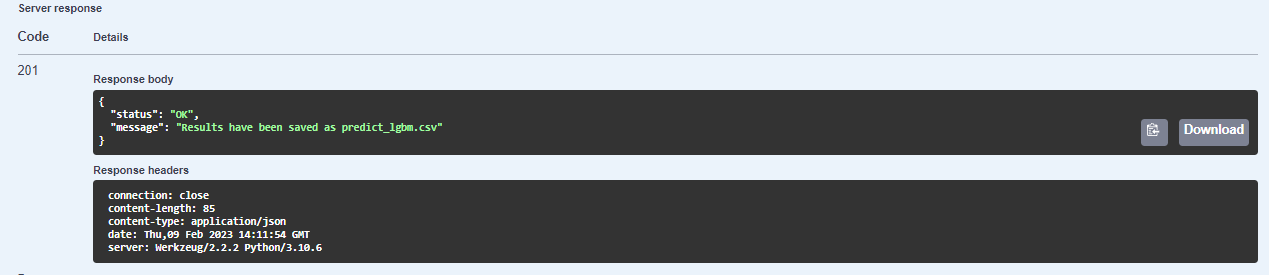 Server response
Code Details
201
Response body
{
  "status": "OK",
  "message": "Results have been saved as predict_lgbm.csv"
}
Download
Response headers
connection: close
content-length: 85
content-type: application/json
date: Thu,09 Feb 2023 14:11:54 GMT
server: Werkzeug/2.2.2 Python/3.10.6